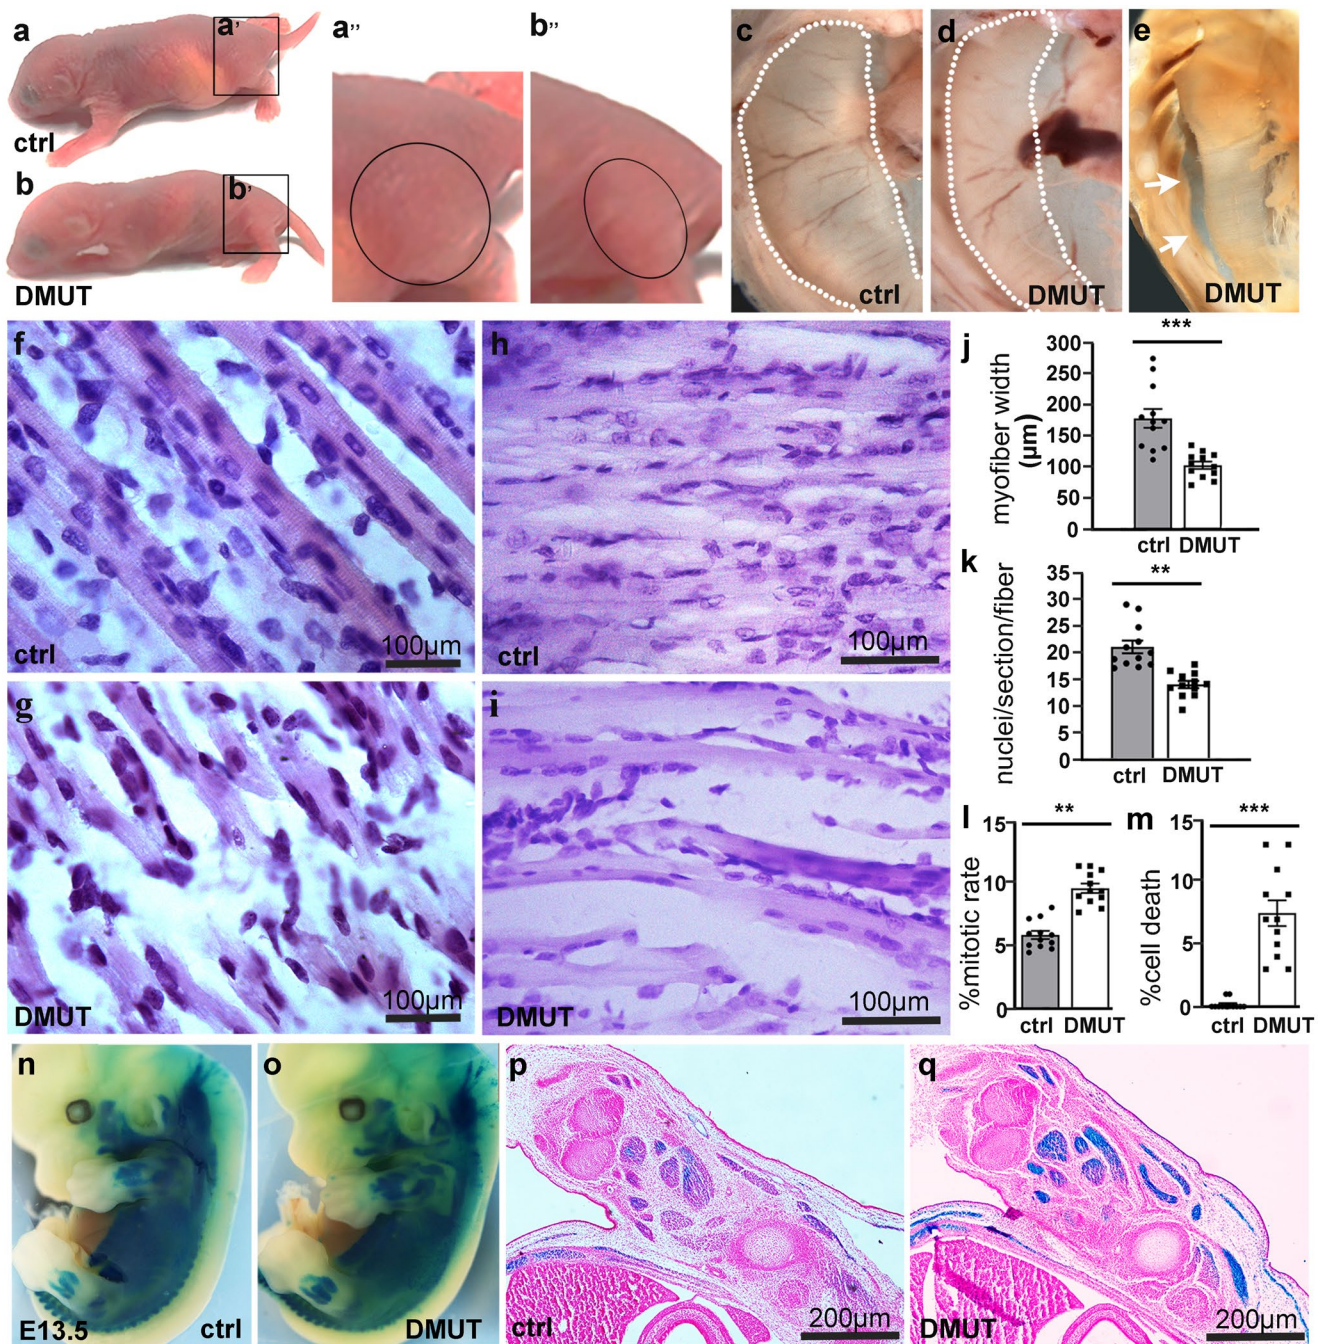 a
a'
ctrl
b
b'
DMUT
a''
b''
c
ctrl
d
DMUT
e
DMUT
f
ctrl
100µm
h
ctrl
100µm
g
DMUT
100µm
i
DMUT
100µm
j
***
myofiber width
(µm)
300
250
200
150
100
50
0
ctrl DMUT
k
**
nuclei/section/fiber
35
30
25
20
15
10
5
0
ctrl DMUT
l
**
%mitotic rate
15
10
5
0
ctrl DMUT
m
***
%cell death
15
10
5
0
ctrl DMUT
n
E13.5
ctrl
o
DMUT
p
ctrl
200µm
q
DMUT
200µm